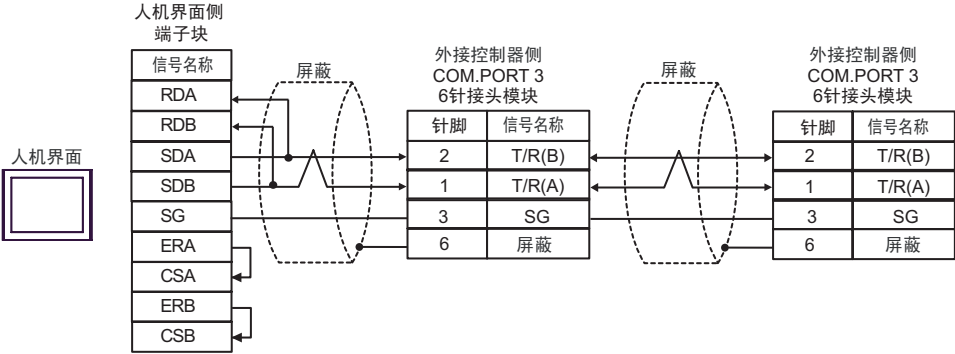 人机界面侧
端子块
信号名称
RDA
RDB
SDA
SDB
SG
ERA
CSA
ERB
CSB
人机界面
屏蔽
外接控制器侧
COM.PORT 3
6针接头模块
针脚 信号名称
2 T/R(B)
1 T/R(A)
3 SG
6 屏蔽
屏蔽
外接控制器侧
COM.PORT 3
6针接头模块
针脚 信号名称
2 T/R(B)
1 T/R(A)
3 SG
6 屏蔽